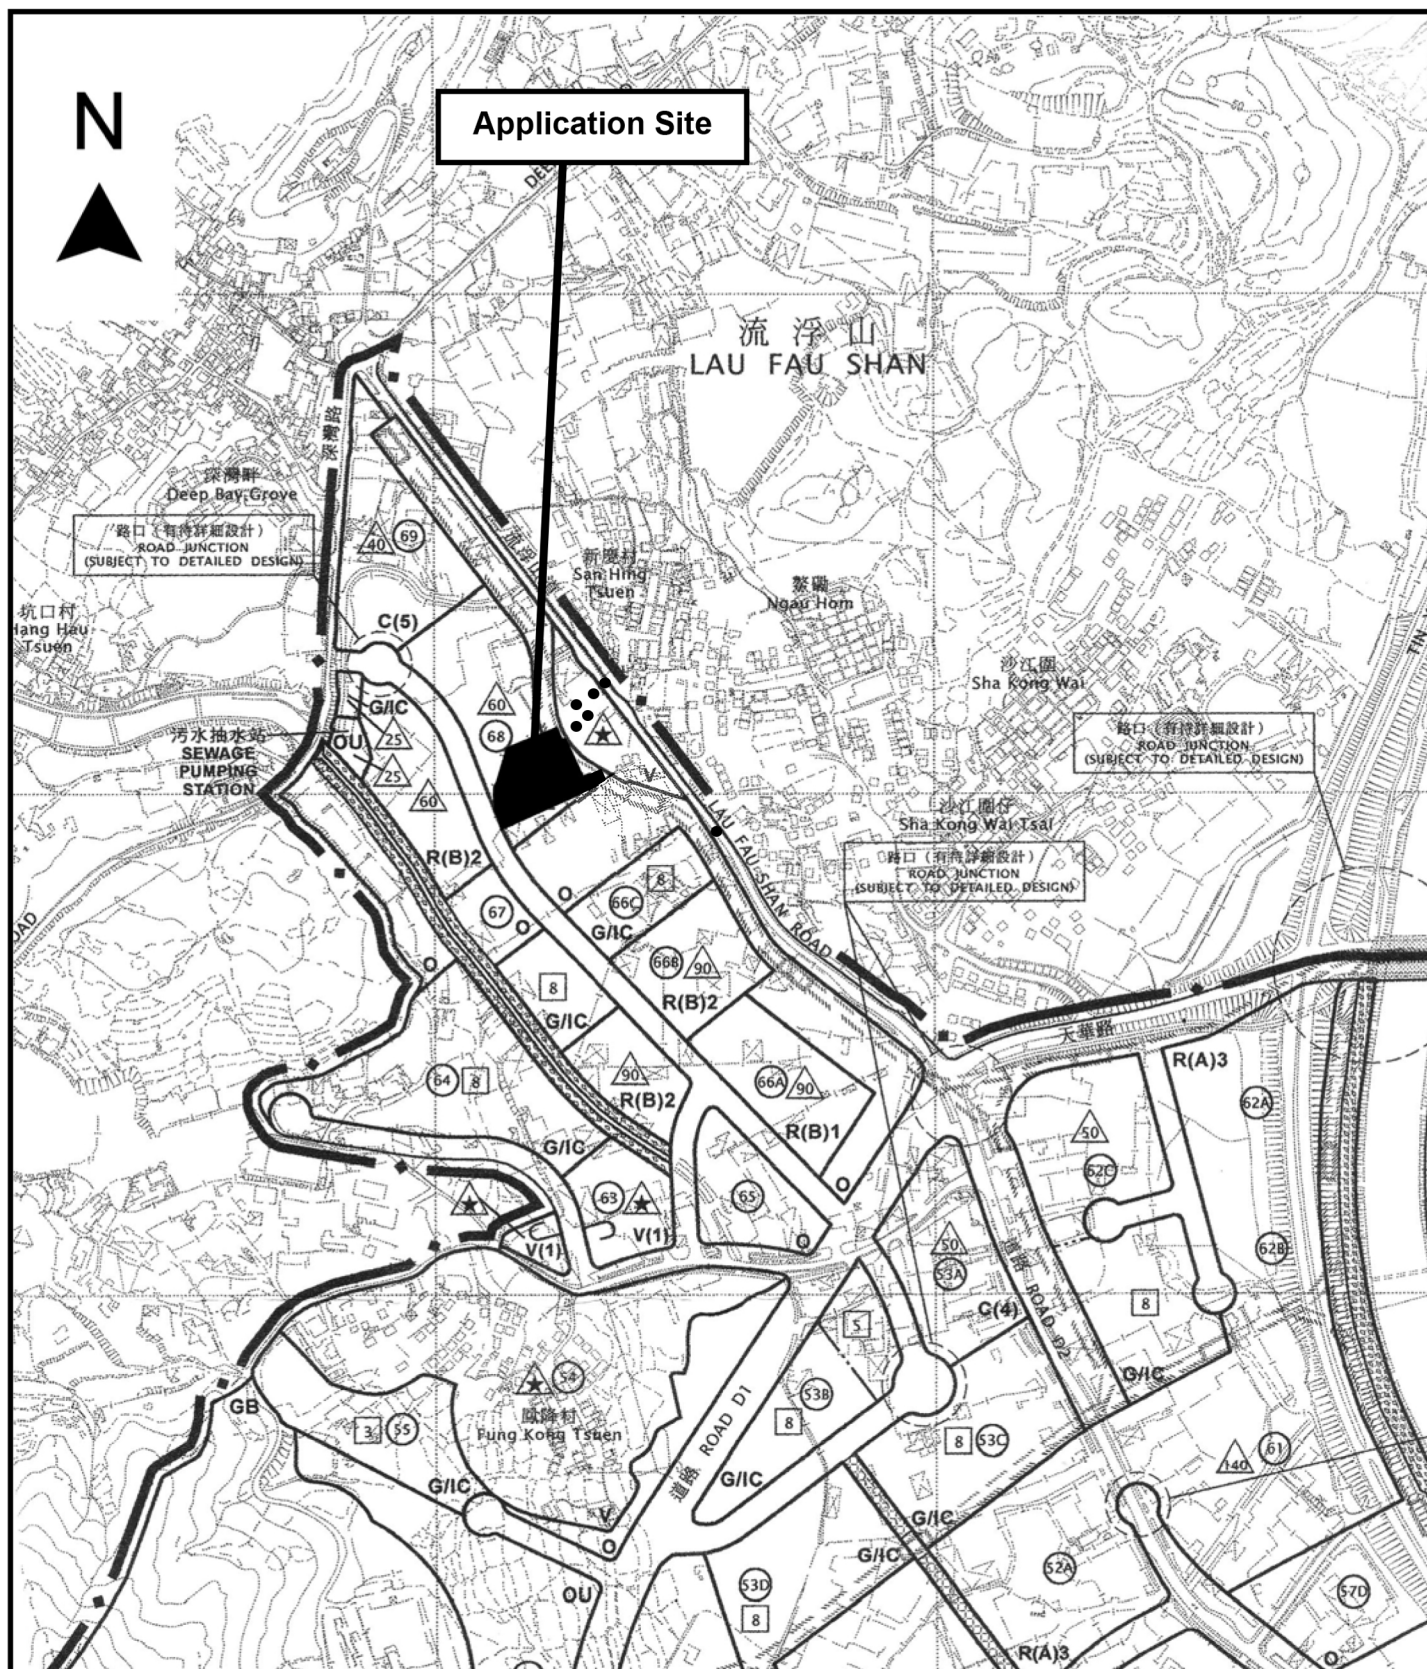 N
Application Site
流浮山
LAU FAU SHAN
深灣畔
Deep Bay Grove
路口（有待詳細設計）
ROAD JUNCTION
(SUBJECT TO DETAILED DESIGN)
40
69
新慶村
San Hing
Tsuen
鰲磡
Ngau Hom
坑口村
Hang Hau
Tsuen
C(5)
沙江圍
Sha Kong Wai
60
68
G/IC
污水抽水站
SEWAGE
PUMPING
STATION
OU
25
25
60
V
路口（有待詳細設計）
ROAD JUNCTION
(SUBJECT TO DETAILED DESIGN)
沙江圍仔
Sha Kong Wai Tsai
LAU FAU SHAN ROAD
路口（有待詳細設計）
ROAD JUNCTION
(SUBJECT TO DETAILED DESIGN)
R(B)2
8
66C
O
67
O
G/IC
66B
90
O
R(B)2
8
G/IC
天華路
R(A)3
64
8
90
R(B)2
66A
90
62A
50
R(B)1
G/IC
62C
63
65
O
V(1)
V(1)
O
50
53A
62B
道路 ROAD D2
C(4)
8
5
G/IC
54
53B
8
GB
3
55
鳳降村
Fung Kong Tsuen
道路 ROAD D1
8
53C
140
61
G/IC
G/IC
V
O
G/IC
G/IC
OU
53D
8
52A
57D
R(A)3
O